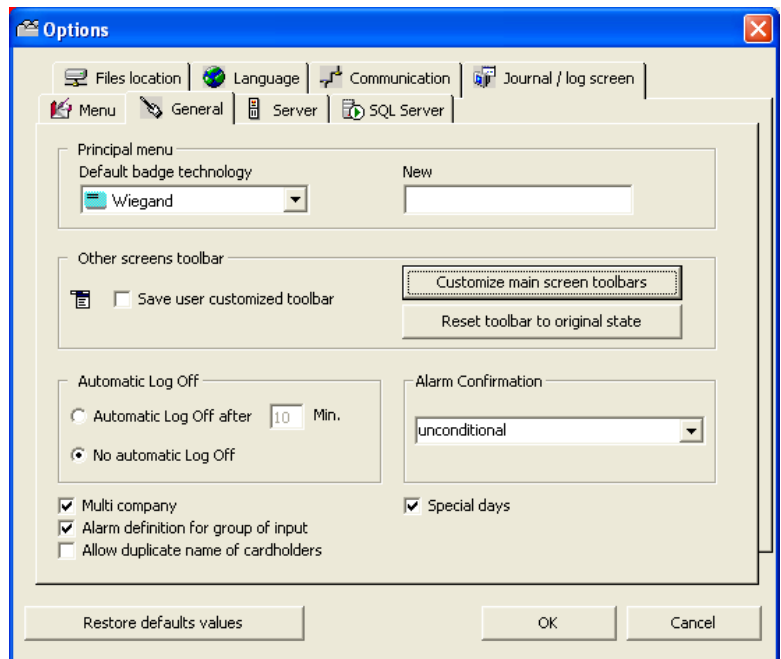 Options
Files location
Language
Communication
Journal / log screen
Menu
General
Server
SQL Server
Principal menu
Default badge technology
New
Wiegand
Other screens toolbar
Save user customized toolbar
Customize main screen toolbars
Reset toolbar to original state
Automatic Log Off
Automatic Log Off after 10 Min.
No automatic Log Off
Alarm Confirmation
unconditional
Multi company
Special days
Alarm definition for group of input
Allow duplicate name of cardholders
Restore defaults values
OK
Cancel